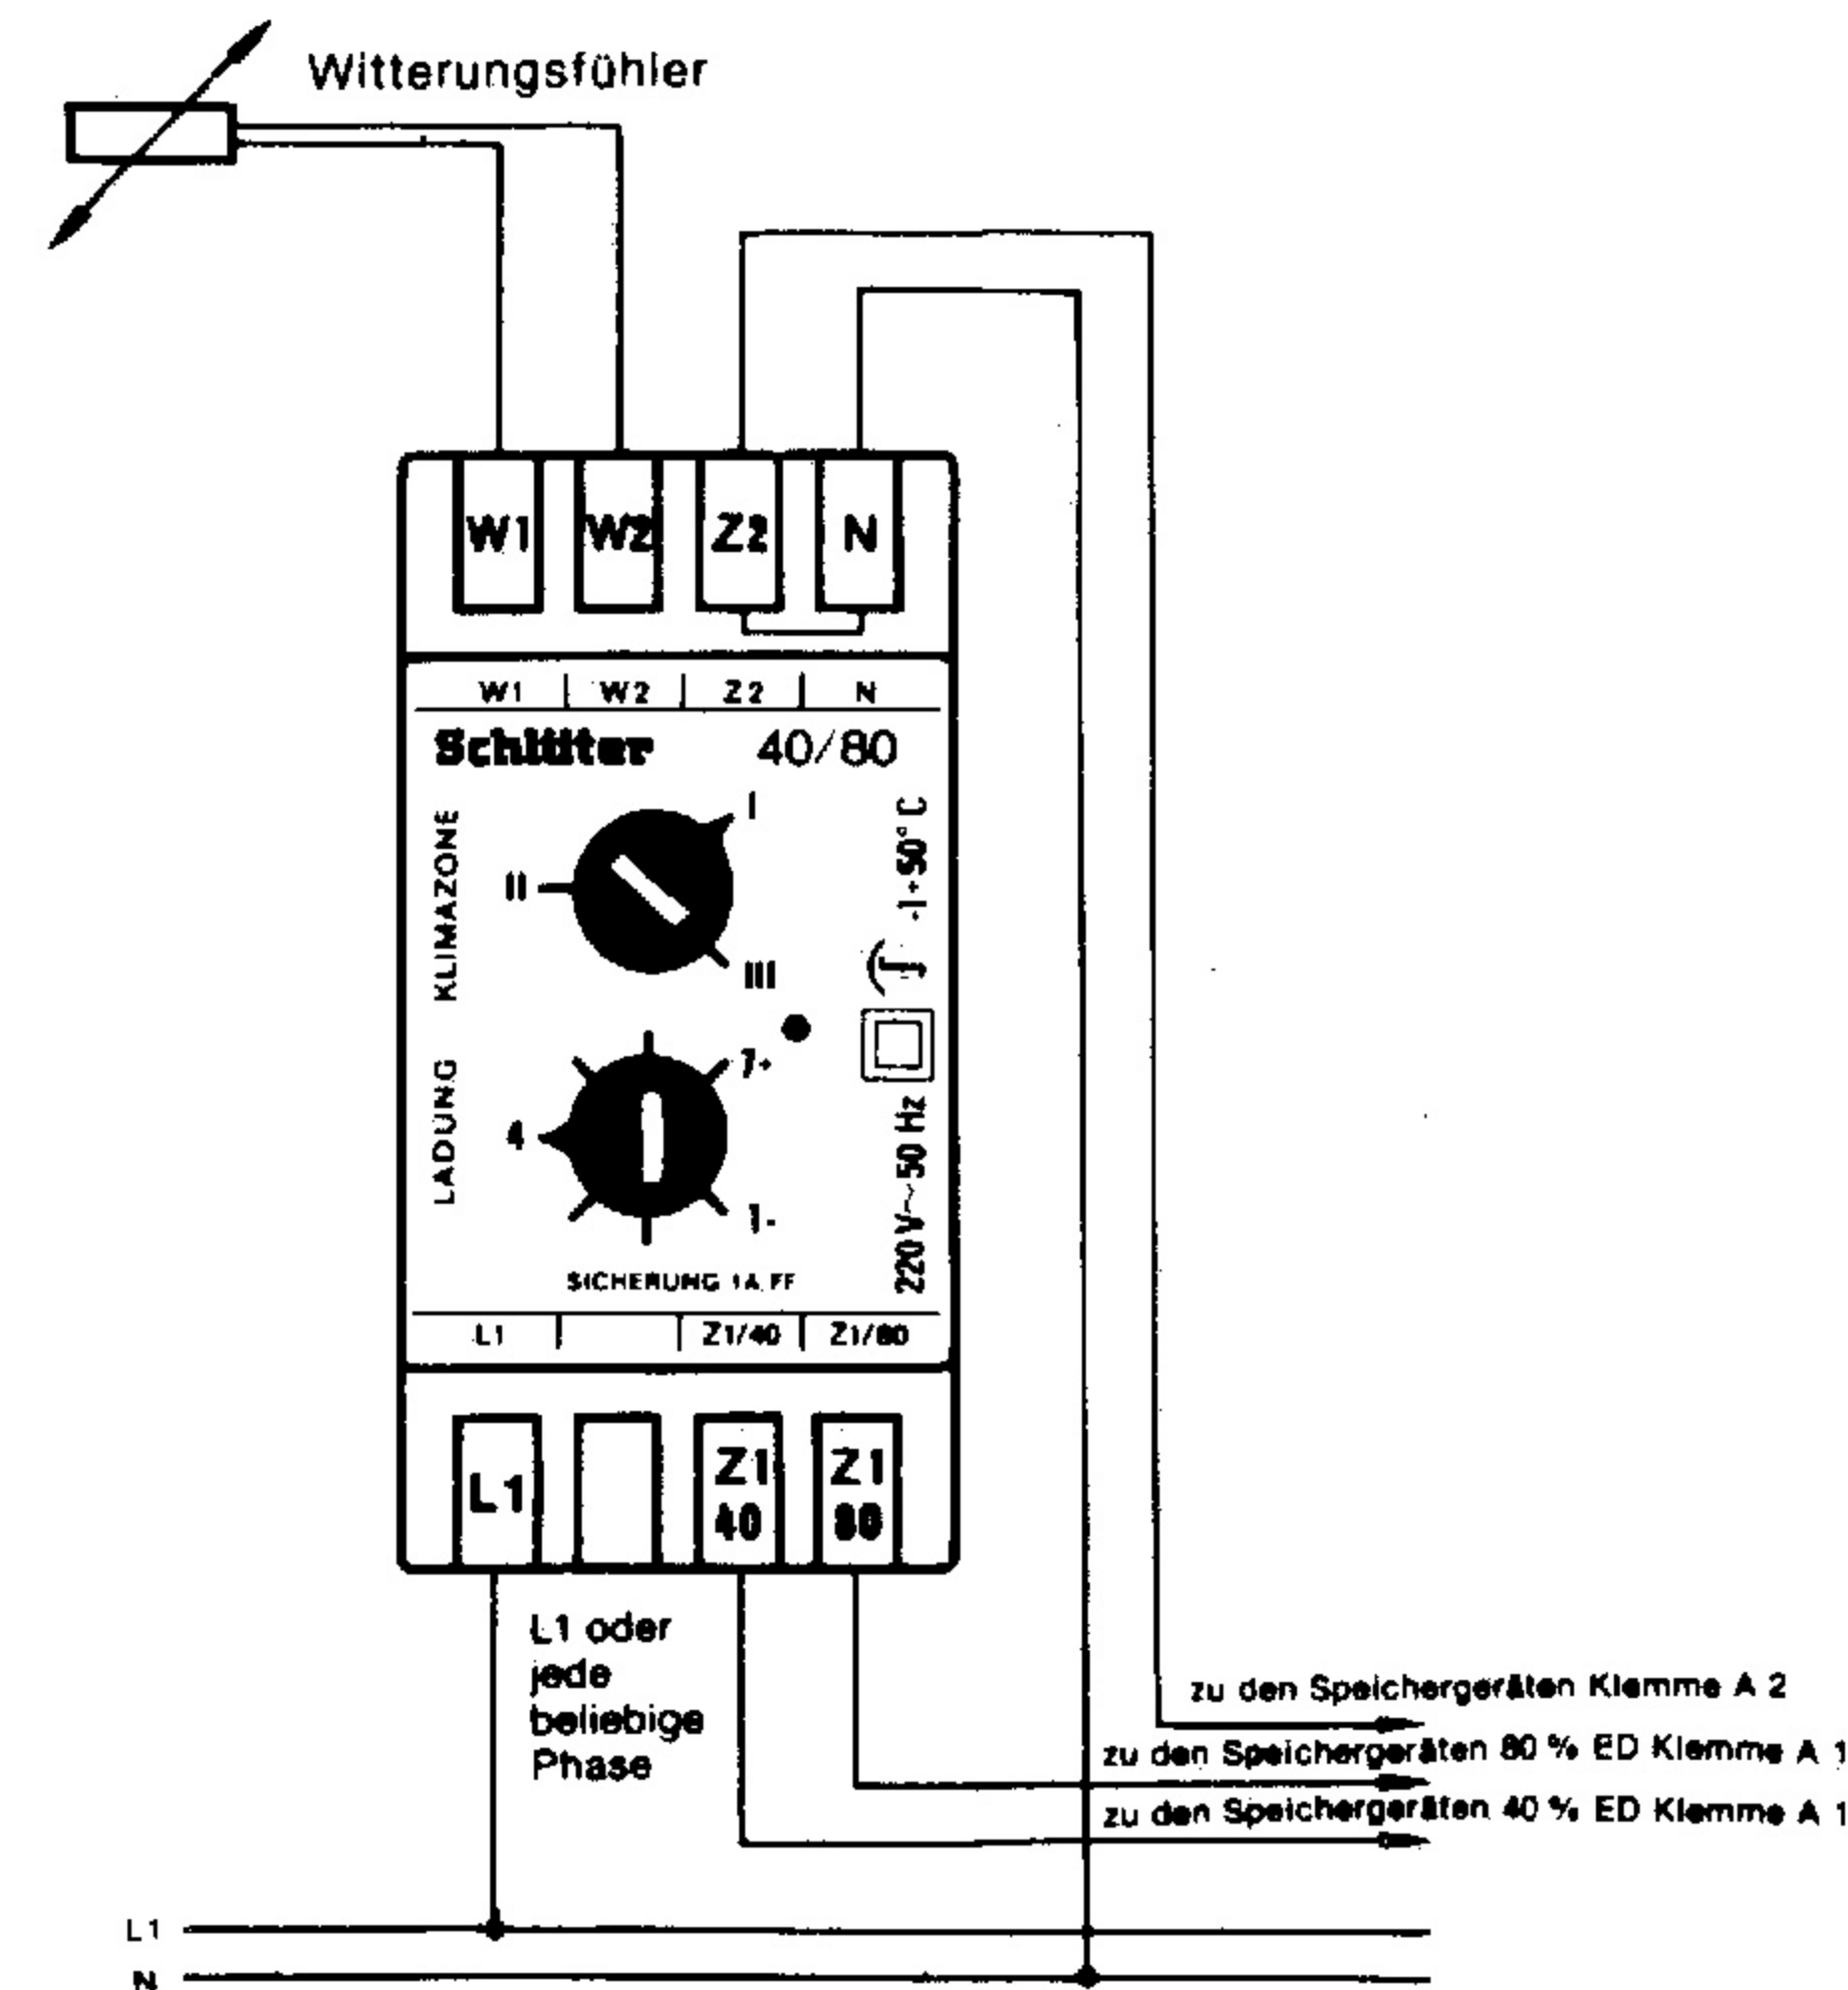 Witterungsfühler
W1 W2 Z2 N
W1 W2 Z2 N
Schlüter 40/80
KLIMAZONE
I
II
III
-1+50°C
LADUNG
7+
4
1-
220 V~50 Hz
SICHERUNG 1A FF
L1 Z1/40 Z1/80
L1 Z1 40 Z1 80
L1 oder
jede
beliebige
Phase
zu den Speichergeräten Klemme A 2
zu den Speichergeräten 80 % ED Klemme A 1
zu den Speichergeräten 40 % ED Klemme A 1
L1
N